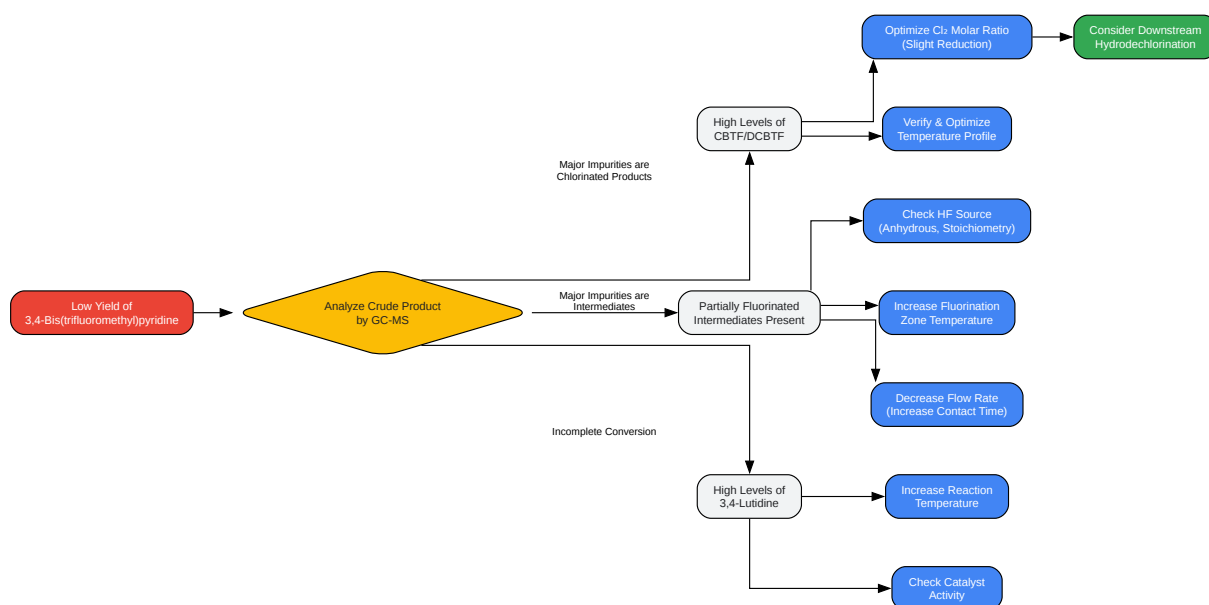 Low Yield of
3,4-Bis(trifluoromethyl)pyridine
Analyze Crude Product
by GC-MS
Major Impurities are
Chlorinated Products
Major Impurities are
Intermediates
Incomplete Conversion
High Levels of
CBTF/DCBTF
Partially Fluorinated
Intermediates Present
High Levels of
3,4-Lutidine
Optimize Cl₂ Molar Ratio
(Slight Reduction)
Consider Downstream
Hydrodechlorination
Verify & Optimize
Temperature Profile
Check HF Source
(Anhydrous, Stoichiometry)
Increase Fluorination
Zone Temperature
Decrease Flow Rate
(Increase Contact Time)
Increase Reaction
Temperature
Check Catalyst
Activity